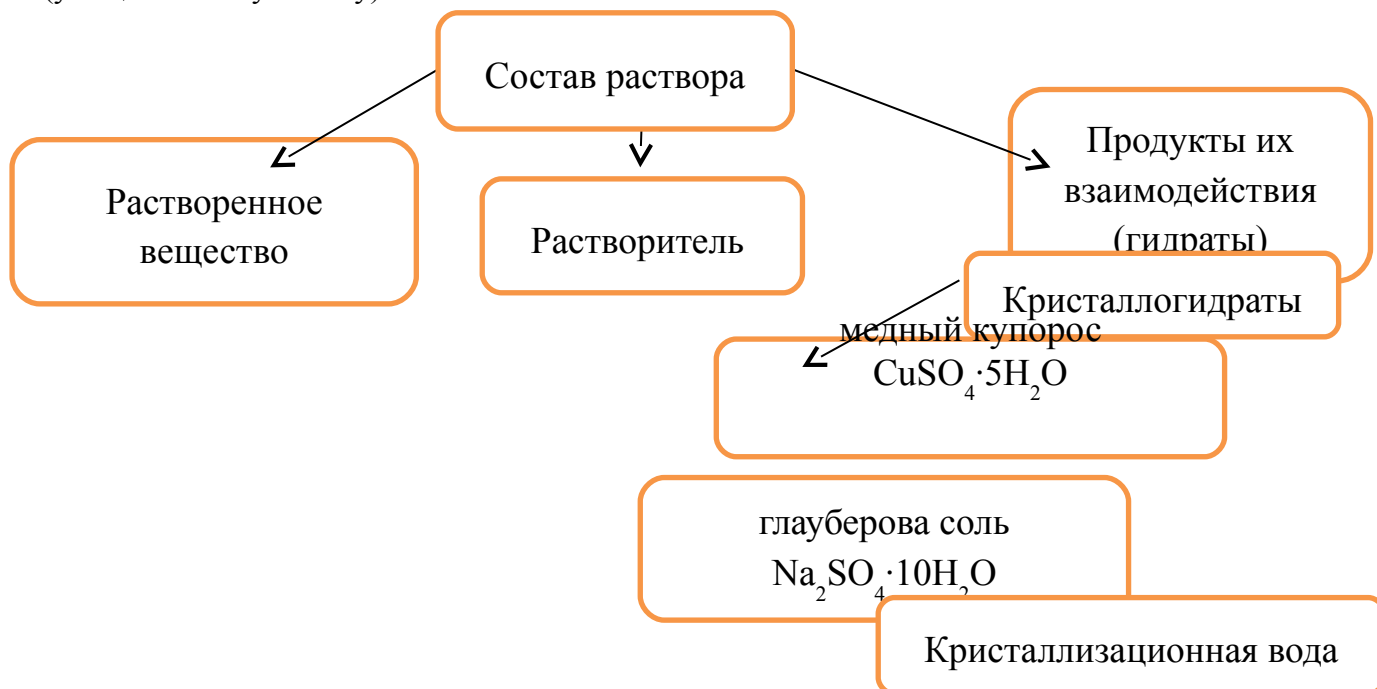 Состав раствора
Растворенное
вещество
Растворитель
Продукты их
взаимодействия
(гидраты)
Кристаллогидраты
медный купорос
CuSO₄·5H₂O
глауберова соль
Na₂SO₄·10H₂O
Кристаллизационная вода